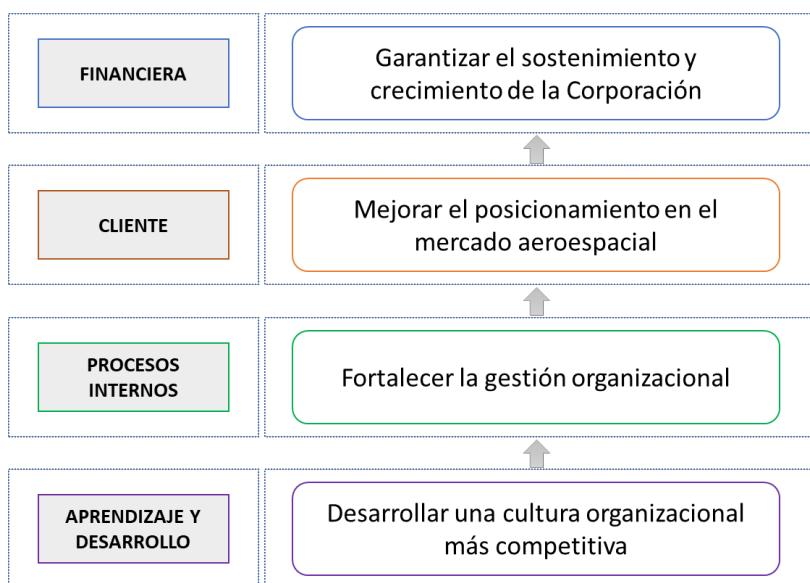 FINANCIERA
Garantizar el sostenimiento y
crecimiento de la Corporación
CLIENTE
Mejorar el posicionamiento en el
mercado aeroespacial
PROCESOS
INTERNOS
Fortalecer la gestión organizacional
APRENDIZAJE Y
DESARROLLO
Desarrollar una cultura organizacional
más competitiva